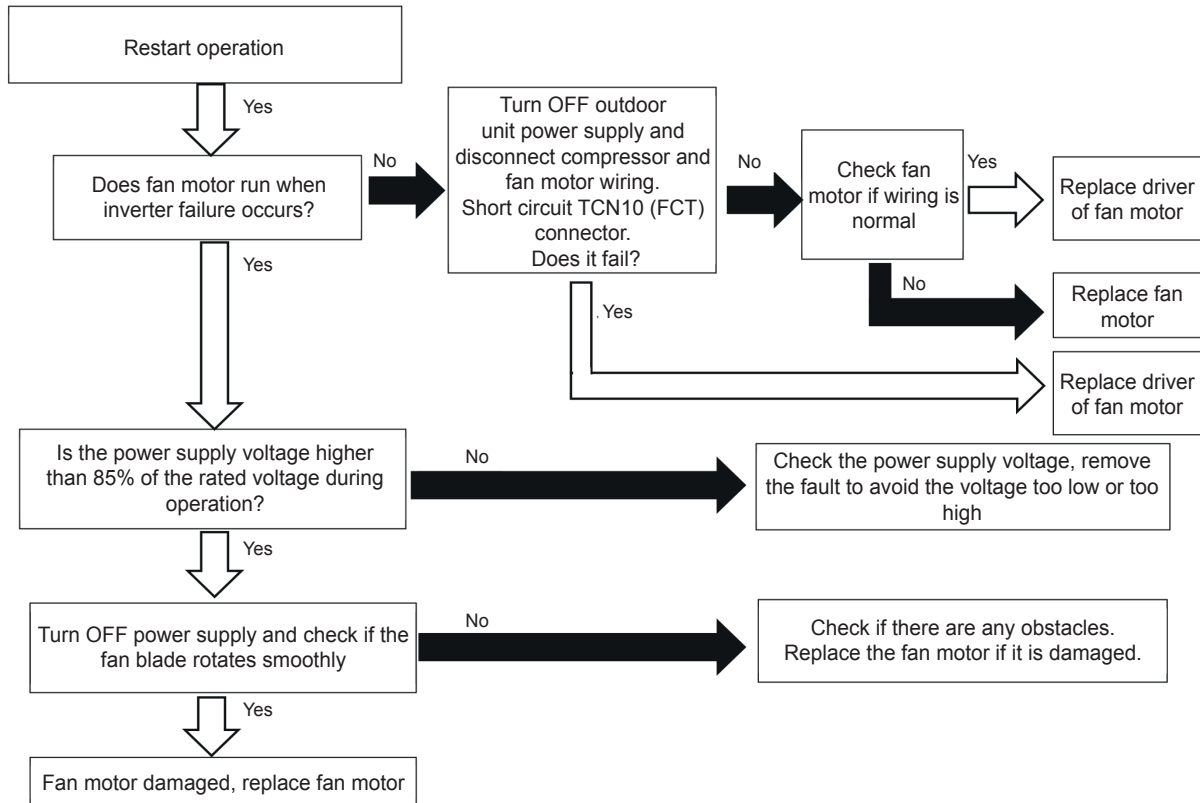 Restart operation
Yes
Does fan motor run when
inverter failure occurs?
No
Turn OFF outdoor
unit power supply and
disconnect compressor and
fan motor wiring.
Short circuit TCN10 (FCT)
connector.
Does it fail?
No
Check fan
motor if wiring is
normal
Yes
Replace driver
of fan motor
No
Replace fan
motor
. Yes
Replace driver
of fan motor
Yes
Is the power supply voltage higher
than 85% of the rated voltage during
operation?
No
Check the power supply voltage, remove
the fault to avoid the voltage too low or too
high
Yes
Turn OFF power supply and check if the
fan blade rotates smoothly
No
Check if there are any obstacles.
Replace the fan motor if it is damaged.
Yes
Fan motor damaged, replace fan motor